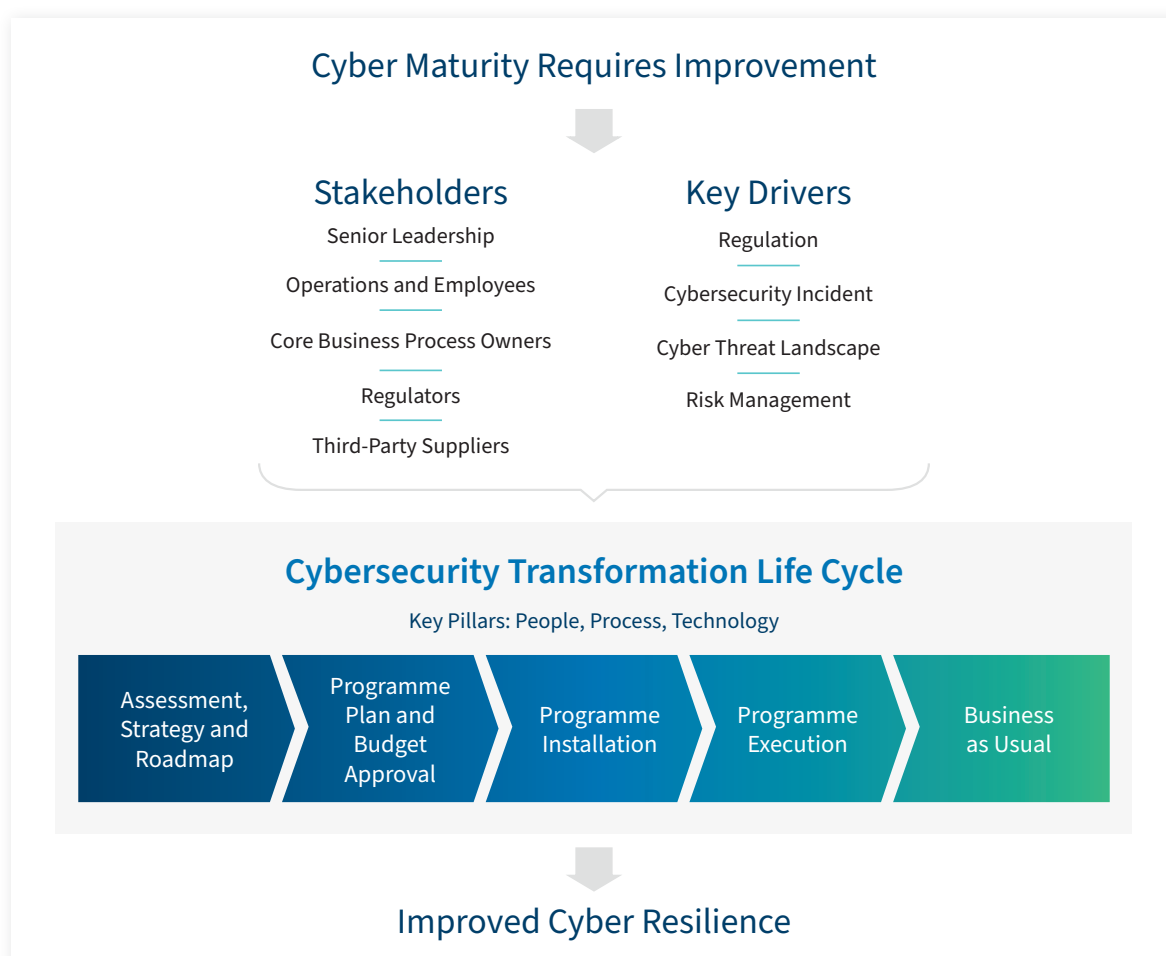 Cyber Maturity Requires Improvement
Stakeholders
Senior Leadership
Operations and Employees
Core Business Process Owners
Regulators
Third-Party Suppliers
Key Drivers
Regulation
Cybersecurity Incident
Cyber Threat Landscape
Risk Management
Cybersecurity Transformation Life Cycle
Key Pillars: People, Process, Technology
Assessment,
Strategy and
Roadmap
Programme
Plan and
Budget
Approval
Programme
Installation
Programme
Execution
Business
as Usual
Improved Cyber Resilience